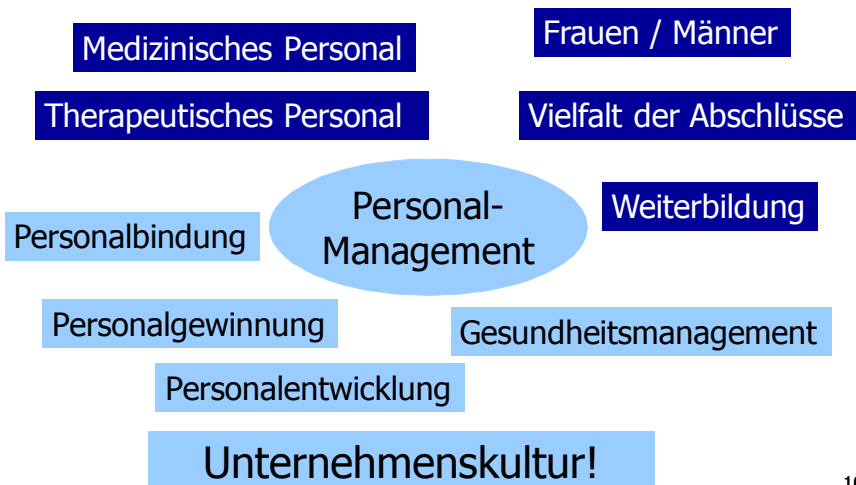 Medizinisches Personal
Frauen / Männer
Therapeutisches Personal
Vielfalt der Abschlüsse
Personal-
Management
Weiterbildung
Personalbindung
Personalgewinnung
Gesundheitsmanagement
Personalentwicklung
Unternehmenskultur!